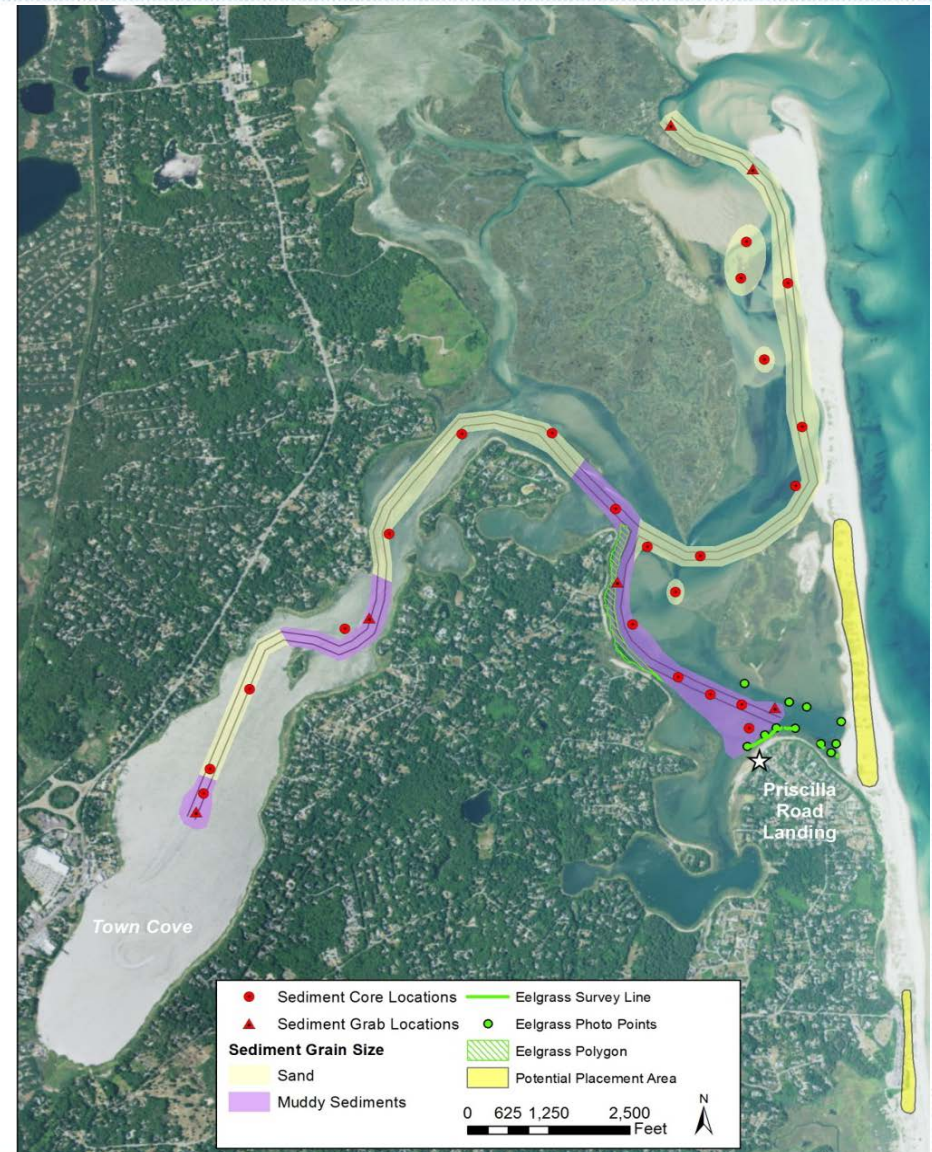 Priscilla
Road
Landing
Town Cove
Sediment Core Locations
Sediment Grab Locations
Sediment Grain Size
Sand
Muddy Sediments
Eelgrass Survey Line
Eelgrass Photo Points
Eelgrass Polygon
Potential Placement Area
0 625 1,250 2,500
Feet
N